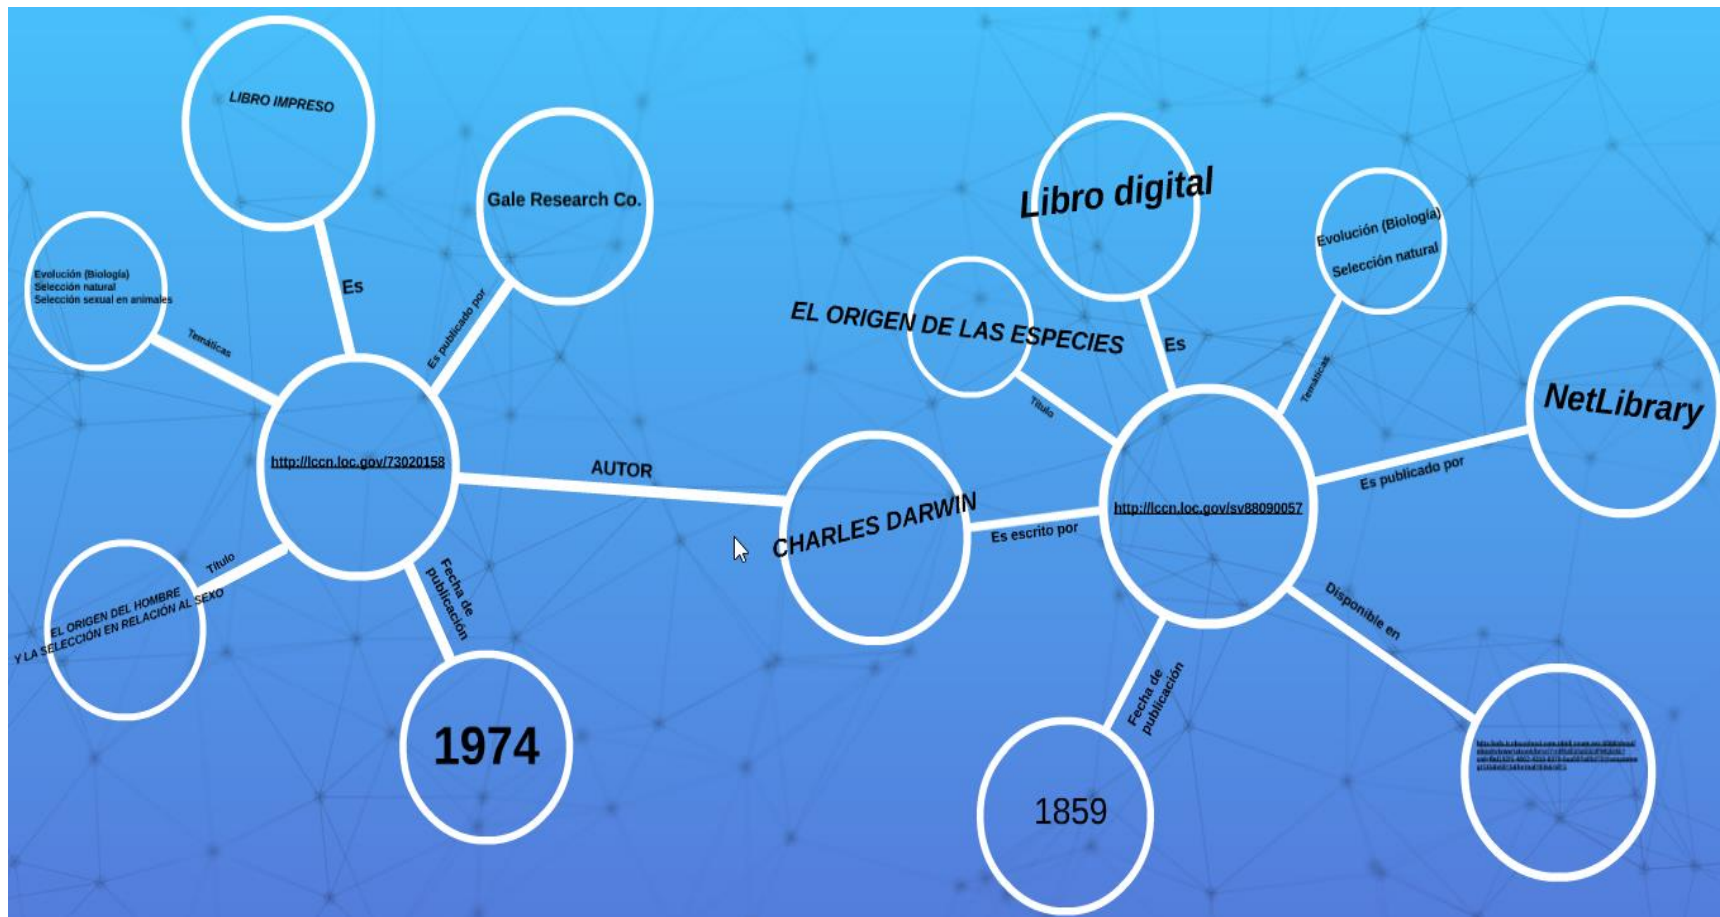 LIBRO IMPRESO
Gale Research Co.
Evolución (Biología)
Selección natural
Selección sexual en animales
Es
Es publicado por
Temáticas
http://lccn.loc.gov/73020158
AUTOR
Título
EL ORIGEN DEL HOMBRE
Y LA SELECCIÓN EN RELACIÓN AL SEXO
Fecha de
publicación
1974
CHARLES DARWIN
Libro digital
Evolución (Biología)
Selección natural
EL ORIGEN DE LAS ESPECIES
Es
Temáticas
Título
NetLibrary
Es publicado por
http://lccn.loc.gov/sv88090057
Es escrito por
Disponible en
Fecha de
publicación
1859